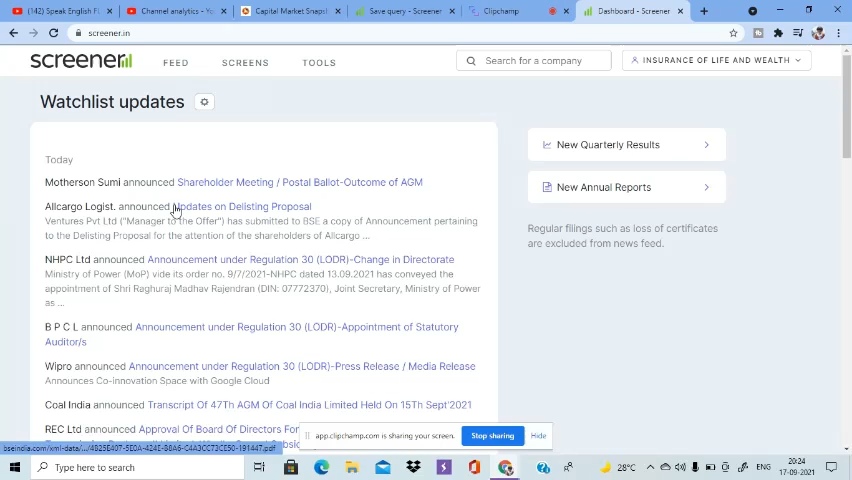 (142) Speak English Fl
Channel analytics - Yo
Capital Market Snaps
Save query - Screener
Clipchamp
Dashboard - Screener
screener.in
screener
FEED
SCREENS
TOOLS
Search for a company
INSURANCE OF LIFE AND WEALTH
Watchlist updates
Today
Motherson Sumi announced Shareholder Meeting / Postal Ballot-Outcome of AGM
Allcargo Logist. announced Updates on Delisting Proposal
Ventures Pvt Ltd ("Manager to the Offer") has submitted to BSE a copy of Announcement pertaining
to the Delisting Proposal for the attention of the shareholders of Allcargo ...
NHPC Ltd announced Announcement under Regulation 30 (LODR)-Change in Directorate
Ministry of Power (MoP) vide its order no. 9/7/2021-NHPC dated 13.09.2021 has conveyed the
appointment of Shri Raghuraj Madhav Rajendran (DIN: 07772370), Joint Secretary, Ministry of Power
as ...
B P C L announced Announcement under Regulation 30 (LODR)-Appointment of Statutory
Auditor/s
Wipro announced Announcement under Regulation 30 (LODR)-Press Release / Media Release
Announces Co-innovation Space with Google Cloud
Coal India announced Transcript Of 47Th AGM Of Coal India Limited Held On 15Th Sept'2021
REC Ltd announced Approval Of Board Of Directors For
New Quarterly Results
New Annual Reports
Regular filings such as loss of certificates
are excluded from news feed.
app.clipchamp.com is sharing your screen.
Stop sharing
Hide
Type here to search
28°C
ENG
20:24
17-09-2021